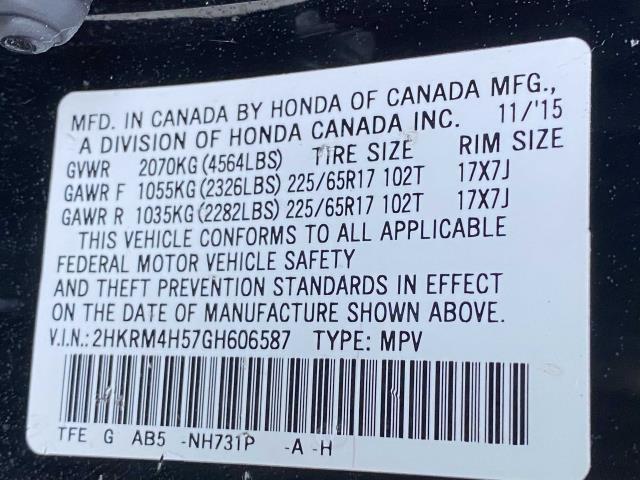 MFD. IN CANADA BY HONDA OF CANADA MFG.,
A DIVISION OF HONDA CANADA INC. 11/'15
GVWR 2070KG (4564LBS) TIRE SIZE RIM SIZE
GAWR F 1055KG (2326LBS) 225/65R17 102T 17X7J
GAWR R 1035KG (2282LBS) 225/65R17 102T 17X7J
THIS VEHICLE CONFORMS TO ALL APPLICABLE
FEDERAL MOTOR VEHICLE SAFETY
AND THEFT PREVENTION STANDARDS IN EFFECT
ON THE DATE OF MANUFACTURE SHOWN ABOVE.
V.I.N.: 2HKRM4H57GH606587 TYPE: MPV
TFE G AB5 -NH731P -A -H